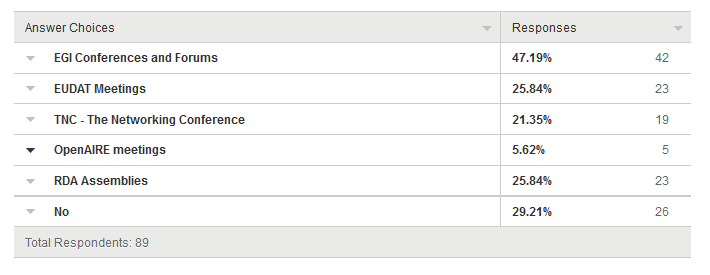 Answer Choices Responses
EGI Conferences and Forums 47.19% 42
EUDAT Meetings 25.84% 23
TNC - The Networking Conference 21.35% 19
OpenAIRE meetings 5.62% 5
RDA Assemblies 25.84% 23
No 29.21% 26
Total Respondents: 89